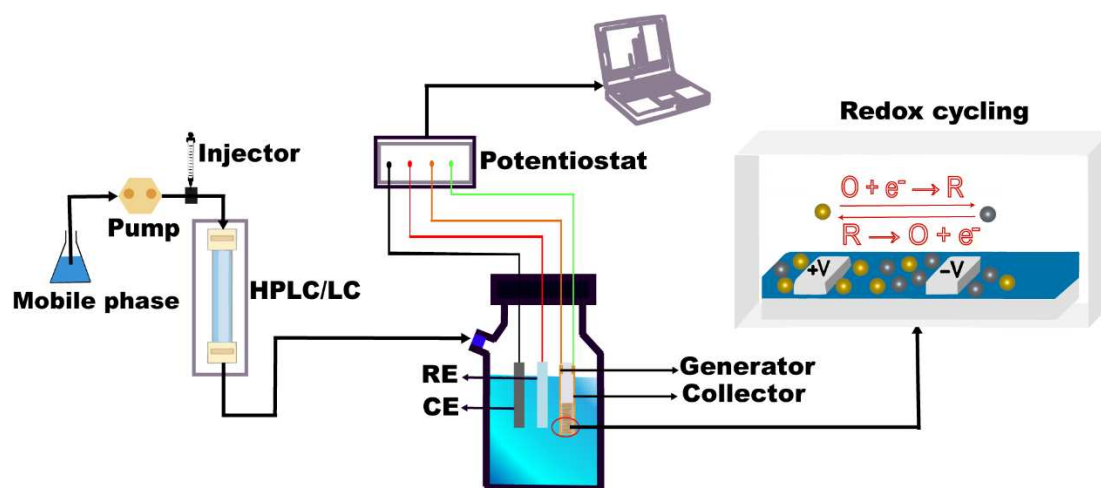 Redox cycling
Injector
Potentiostat
O + e⁻ → R
R → O + e⁻
Pump
+V
−V
Mobile phase
HPLC/LC
RE
CE
Generator
Collector